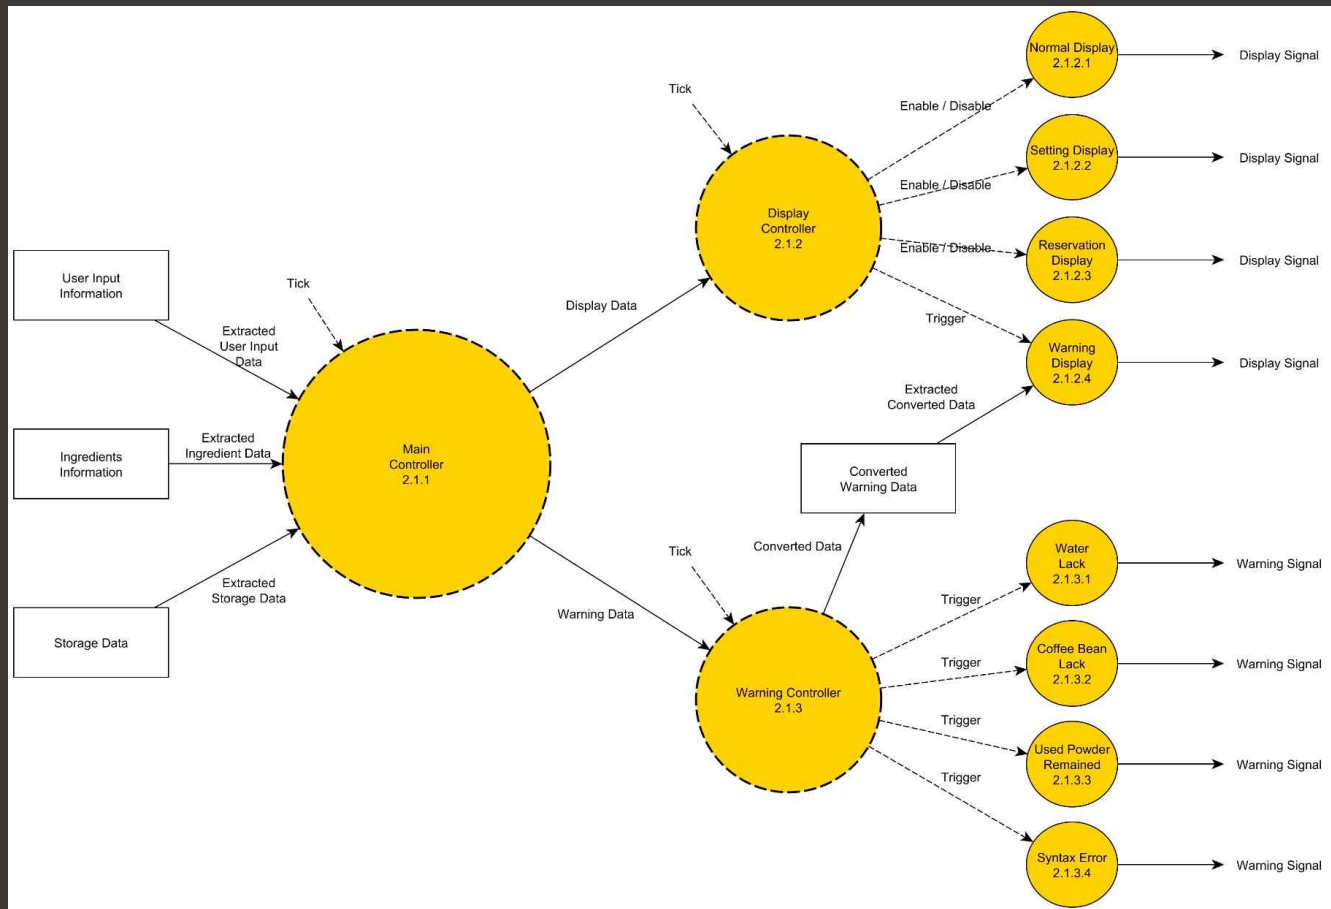 Normal Display
2.1.2.1
Display Signal
Tick
Enable / Disable
Setting Display
2.1.2.2
Display Signal
Enable / Disable
Display
Controller
2.1.2
Enable / Disable
Reservation
Display
2.1.2.3
Display Signal
User Input
Information
Tick
Display Data
Trigger
Extracted
User Input
Data
Warning
Display
2.1.2.4
Display Signal
Extracted
Converted Data
Ingredients
Information
Extracted
Ingredient Data
Main
Controller
2.1.1
Converted
Warning Data
Tick
Converted Data
Water
Lack
2.1.3.1
Warning Signal
Extracted
Storage Data
Trigger
Storage Data
Warning Data
Coffee Bean
Lack
2.1.3.2
Warning Signal
Trigger
Warning Controller
2.1.3
Trigger
Used Powder
Remained
2.1.3.3
Warning Signal
Trigger
Syntax Error
2.1.3.4
Warning Signal